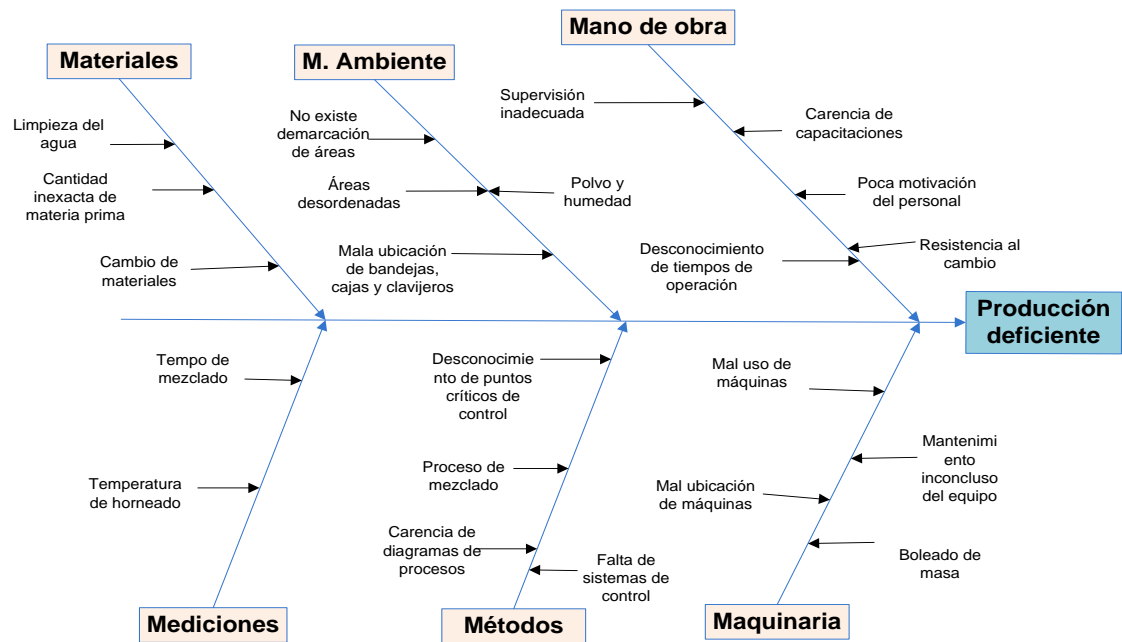 Mano de obra
Materiales
M. Ambiente
Limpieza del
agua
Cantidad
inexacta de
materia prima
Cambio de
materiales
No existe
demarcación
de áreas
Áreas
desordenadas
Polvo y
humedad
Mala ubicación
de bandejas,
cajas y clavijeros
Supervisión
inadecuada
Carencia de
capacitaciones
Poca motivación
del personal
Resistencia al
cambio
Desconocimiento
de tiempos de
operación
Producción
deficiente
Tempo de
mezclado
Temperatura
de horneado
Desconocimie
nto de puntos
críticos de
control
Proceso de
mezclado
Carencia de
diagramas de
procesos
Falta de
sistemas de
control
Mal uso de
máquinas
Mantenimi
ento
inconcluso
del equipo
Mal ubicación
de máquinas
Boleado de
masa
Mediciones
Métodos
Maquinaria